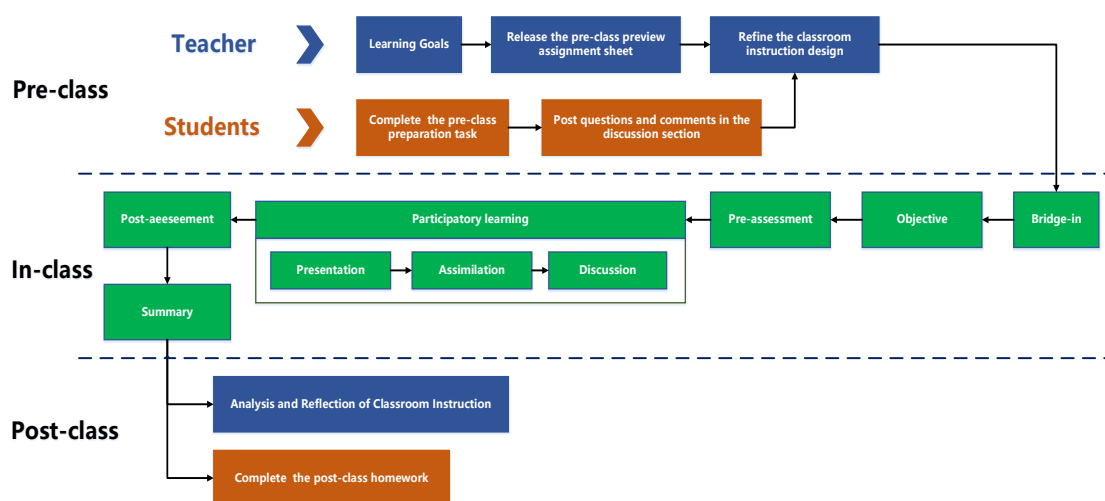 Teacher
Learning Goals
Release the pre-class preview
assignment sheet
Refine the classroom
instruction design
Pre-class
Students
Complete the pre-class
preparation task
Post questions and comments in the
discussion section
Post-aeeseement
Participatory learning
Pre-assessment
Objective
Bridge-in
In-class
Presentation
Assimilation
Discussion
Summary
Analysis and Reflection of Classroom Instruction
Post-class
Complete the post-class homework